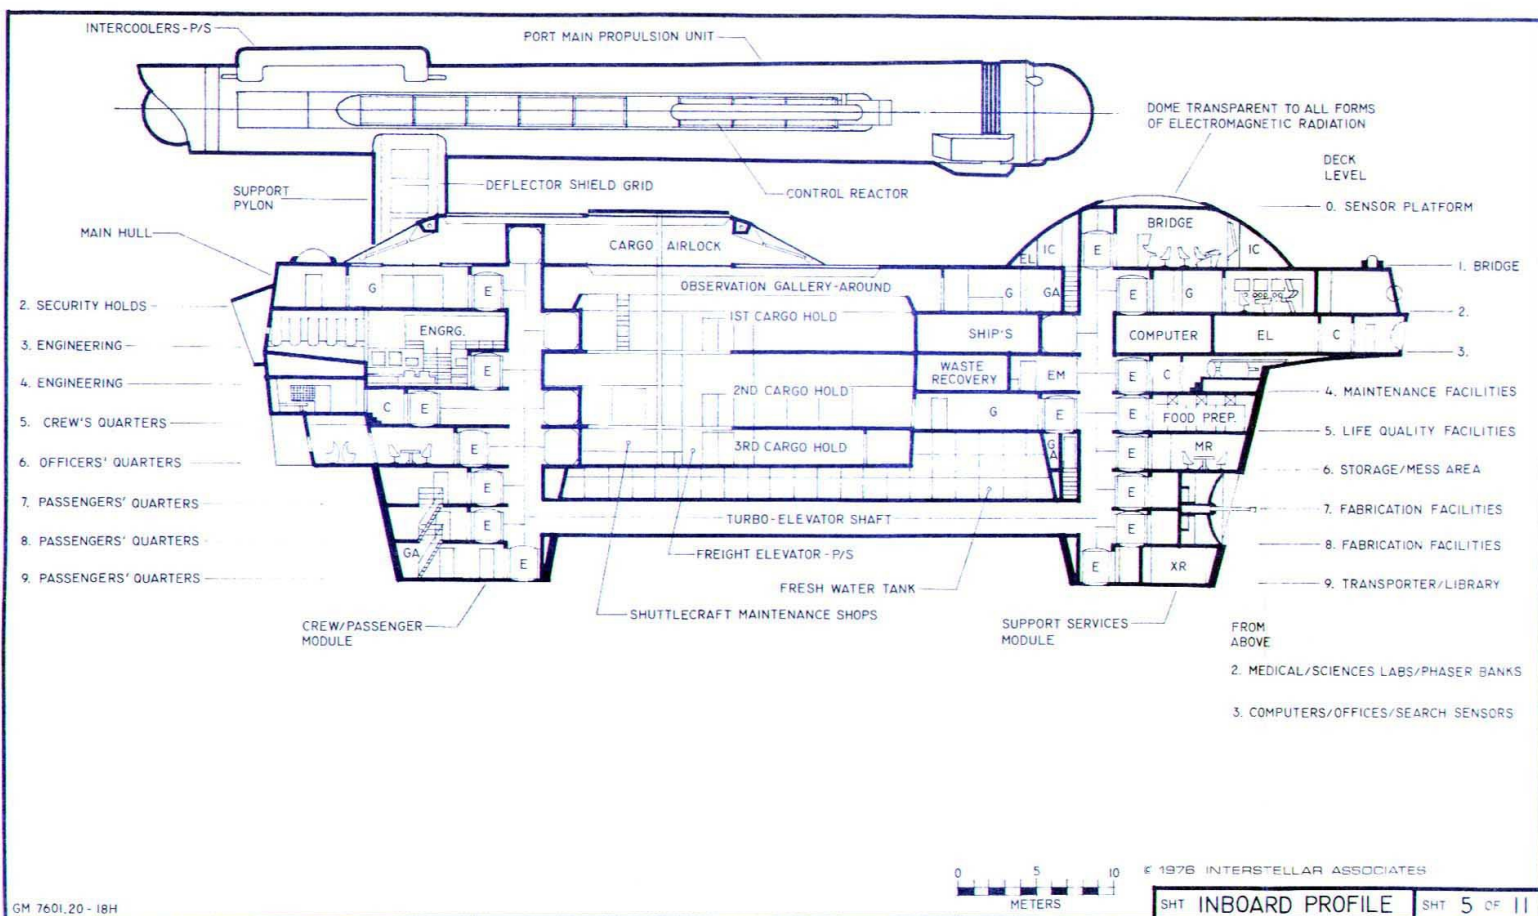 INTERCOOLERS-P/S
PORT MAIN PROPULSION UNIT
DOME TRANSPARENT TO ALL FORMS
OF ELECTROMAGNETIC RADIATION
DECK
LEVEL
SUPPORT
PYLON
DEFLECTOR SHIELD GRID
CONTROL REACTOR
0. SENSOR PLATFORM
MAIN HULL
CARGO AIRLOCK
BRIDGE
EL
IC
E
IC
1. BRIDGE
G
E
OBSERVATION GALLERY-AROUND
G
GA
E
G
2. SECURITY HOLDS
2.
ENGRG.
1ST CARGO HOLD
SHIP'S
COMPUTER
EL
C
3. ENGINEERING
3.
E
WASTE
RECOVERY
EM
E
C
4. ENGINEERING
4. MAINTENANCE FACILITIES
C
E
2ND CARGO HOLD
G
E
E
FOOD PREP.
5. CREW'S QUARTERS
5. LIFE QUALITY FACILITIES
E
3RD CARGO HOLD
G
A
E
MR
6. OFFICERS' QUARTERS
6. STORAGE/MESS AREA
E
E
7. PASSENGERS' QUARTERS
7. FABRICATION FACILITIES
E
TURBO-ELEVATOR SHAFT
E
8. PASSENGERS' QUARTERS
8. FABRICATION FACILITIES
GA
E
FREIGHT ELEVATOR-P/S
E
XR
9. PASSENGERS' QUARTERS
9. TRANSPORTER/LIBRARY
FRESH WATER TANK
SHUTTLECRAFT MAINTENANCE SHOPS
CREW/PASSENGER
MODULE
SUPPORT SERVICES
MODULE
FROM
ABOVE
2. MEDICAL/SCIENCES LABS/PHASER BANKS
3. COMPUTERS/OFFICES/SEARCH SENSORS
0 5 10
METERS
© 1976 INTERSTELLAR ASSOCIATES
GM 7601.20-18H
SHT INBOARD PROFILE
SHT 5 OF 11